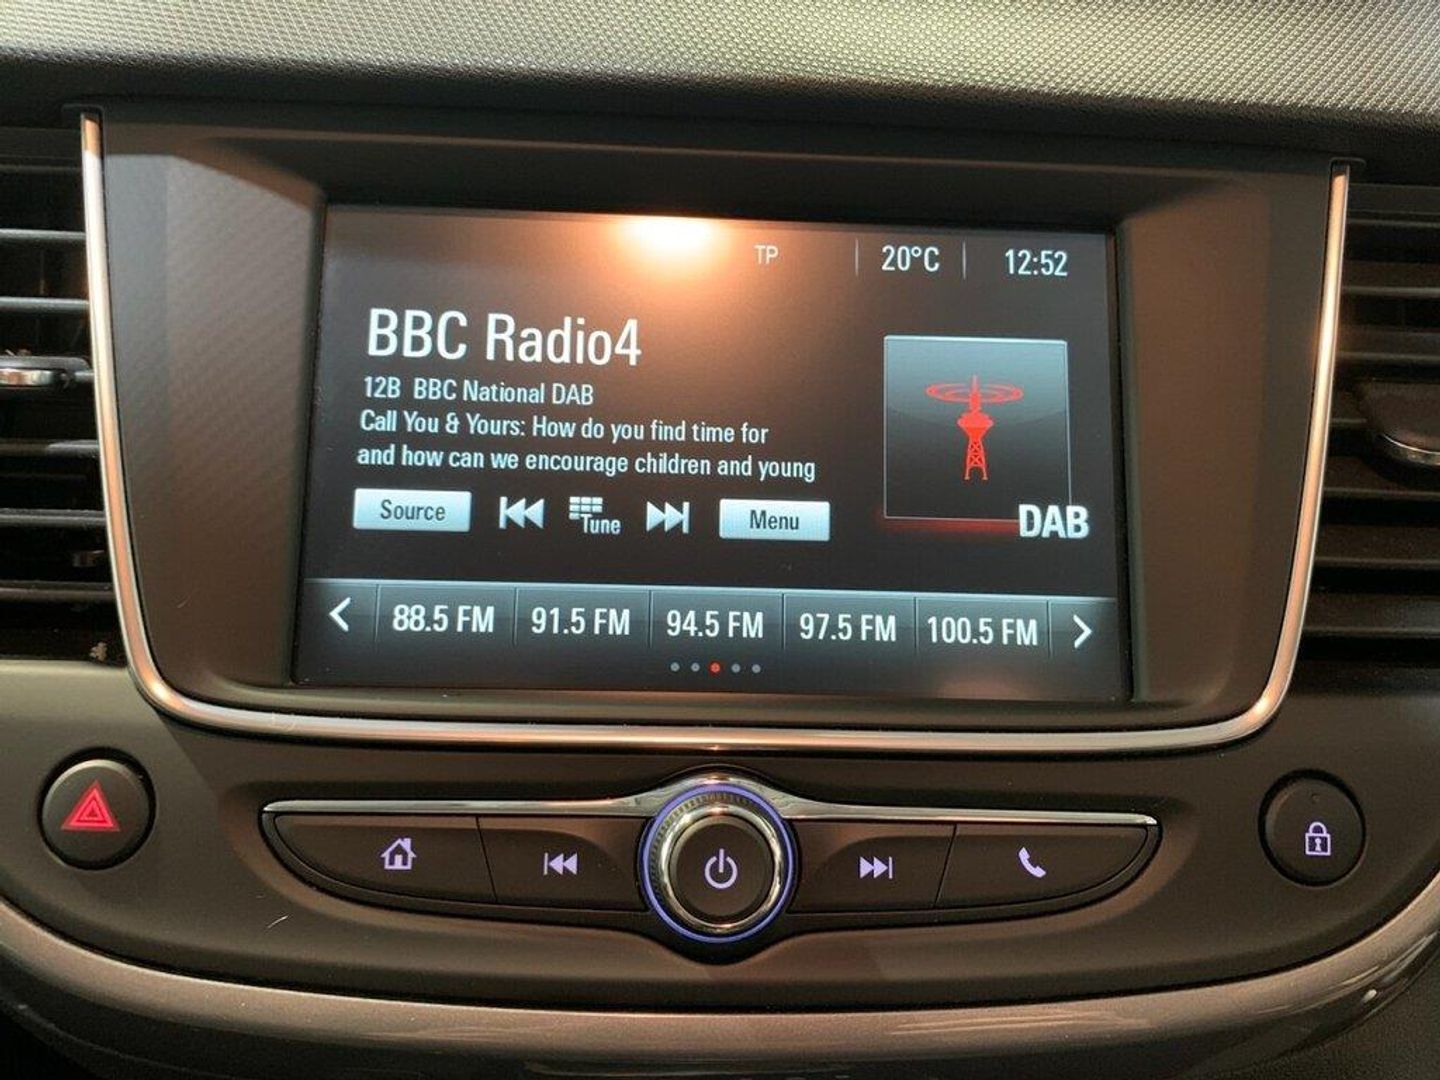 TP 20°C 12:52
BBC Radio4
12B BBC National DAB
Call You & Yours: How do you find time for
and how can we encourage children and young
Source Tune Menu
DAB
88.5 FM 91.5 FM 94.5 FM 97.5 FM 100.5 FM